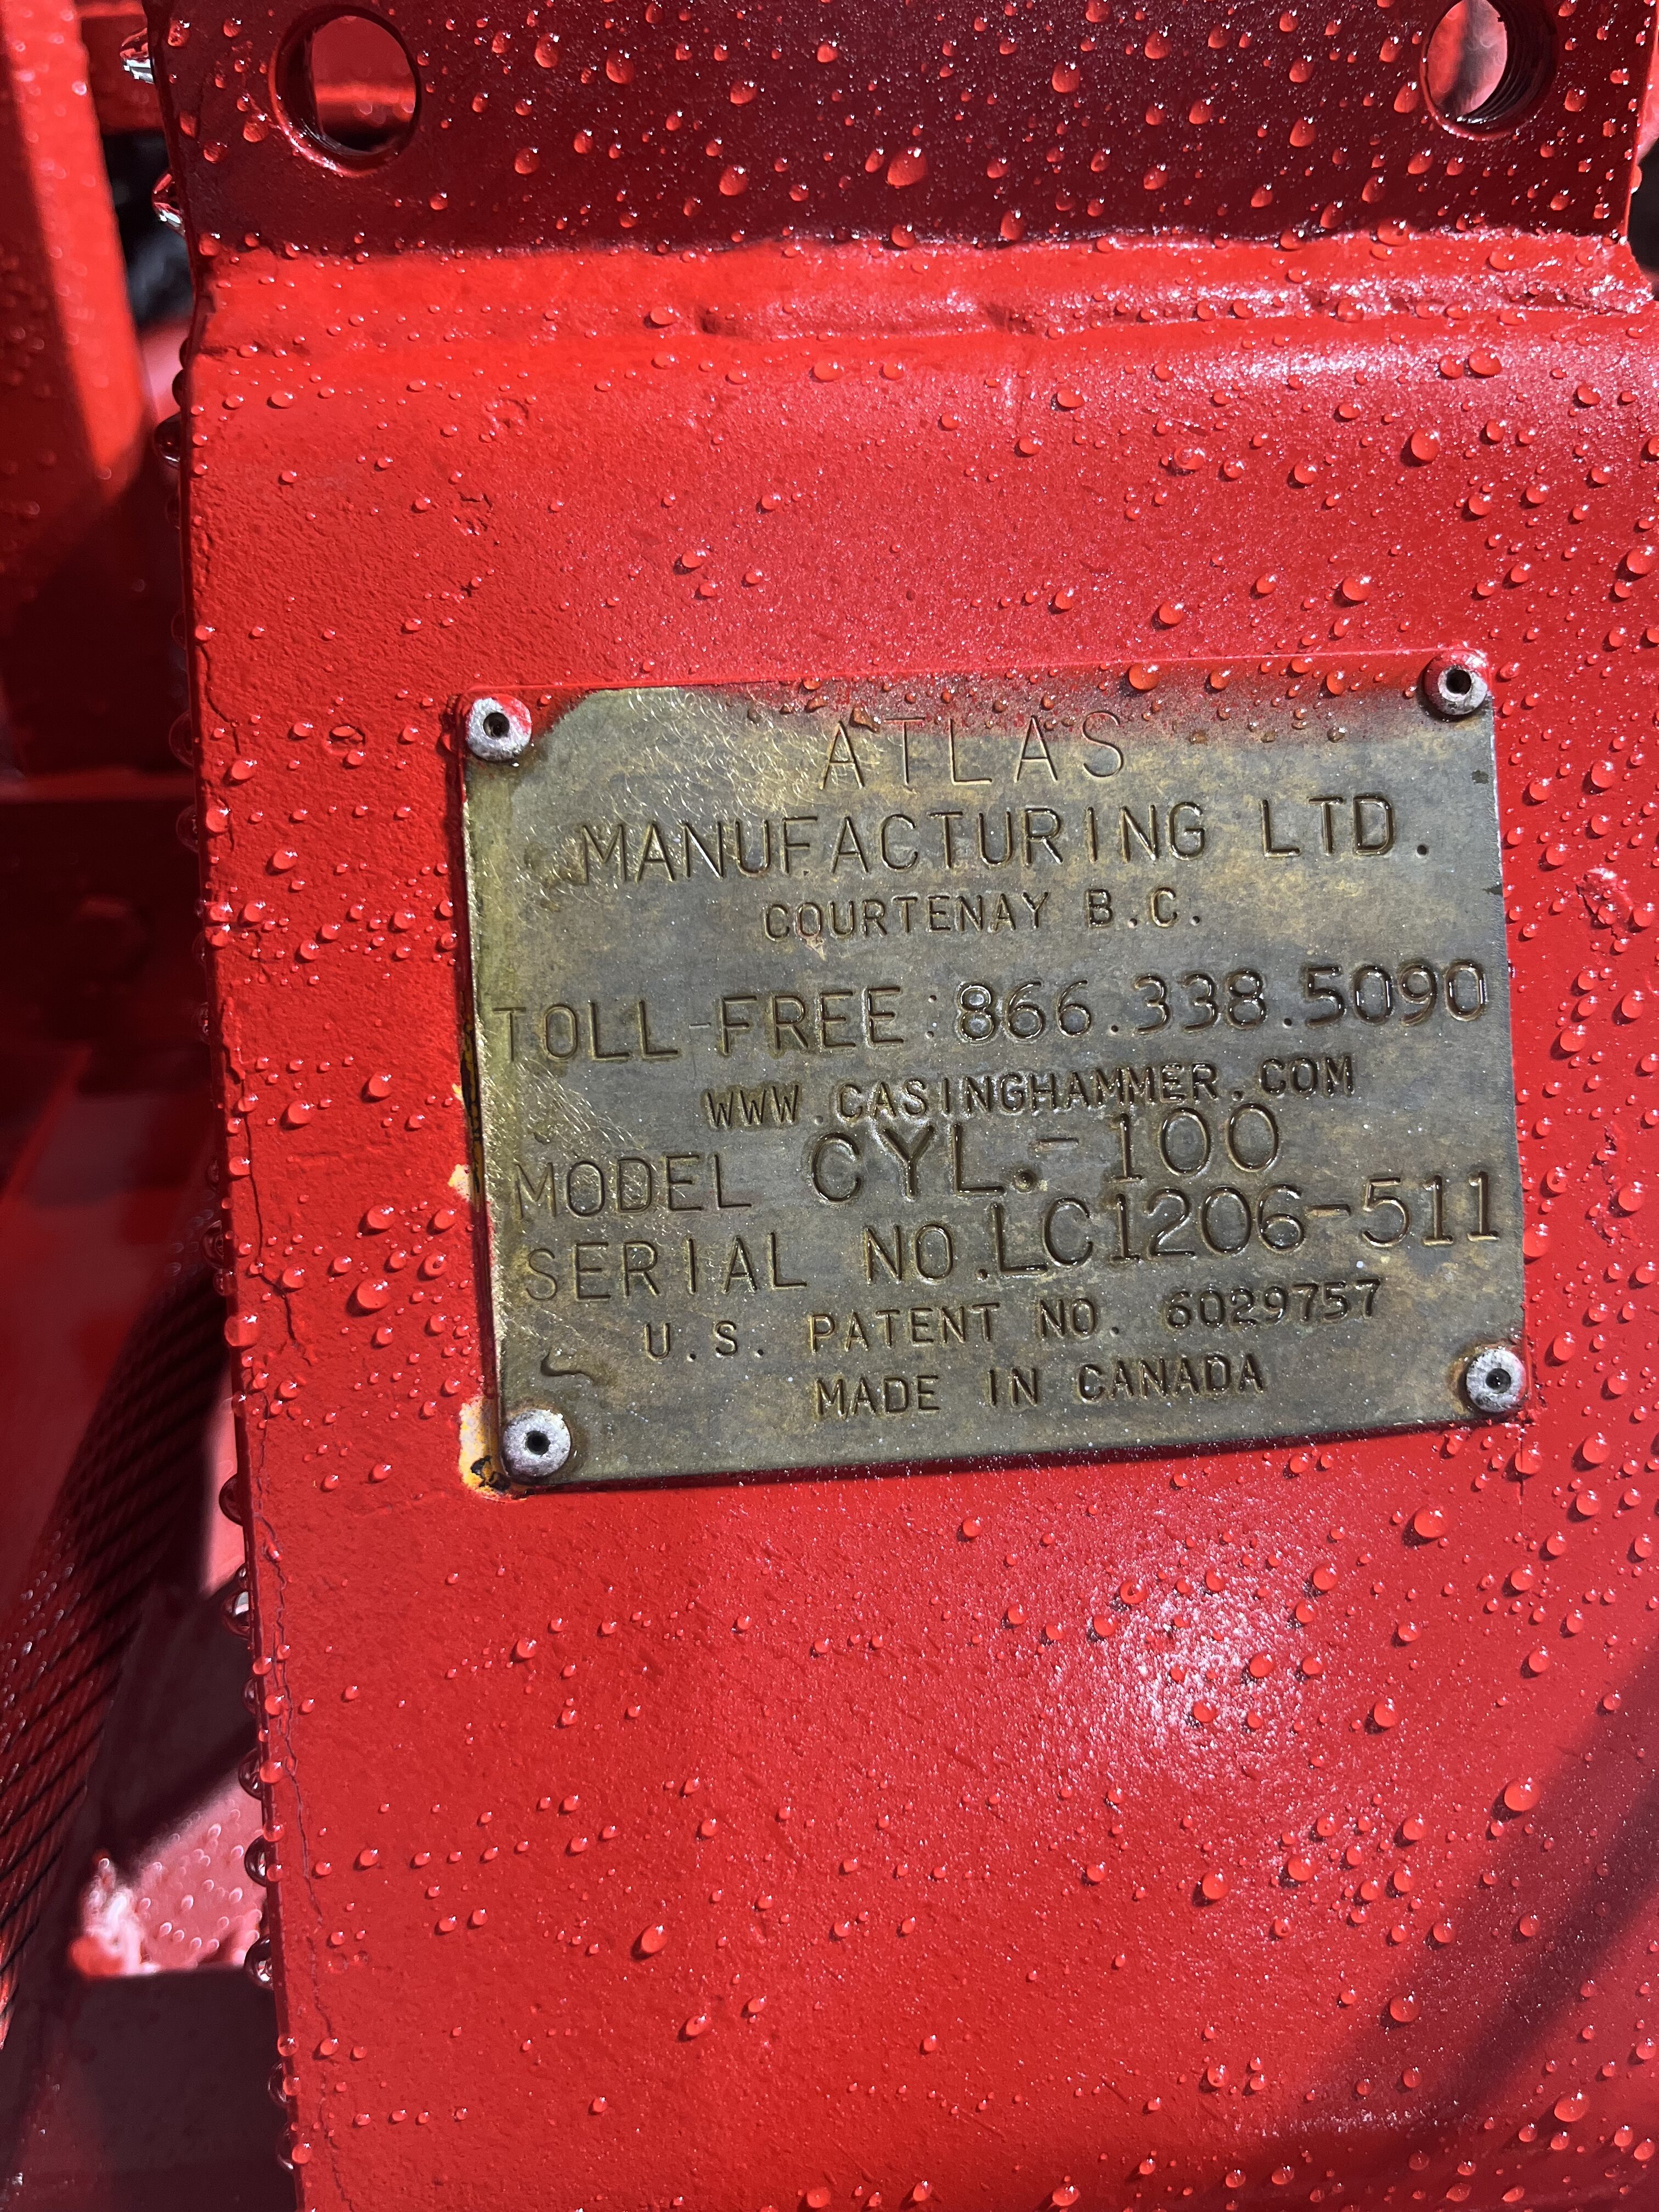 ATLAS
MANUFACTURING LTD.
COURTENAY B.C.
TOLL-FREE:866.338.5090
WWW.CASINGHAMMER.COM
MODEL CYL.-100
SERIAL NO.LC1206-511
U.S. PATENT NO. 6029757
MADE IN CANADA